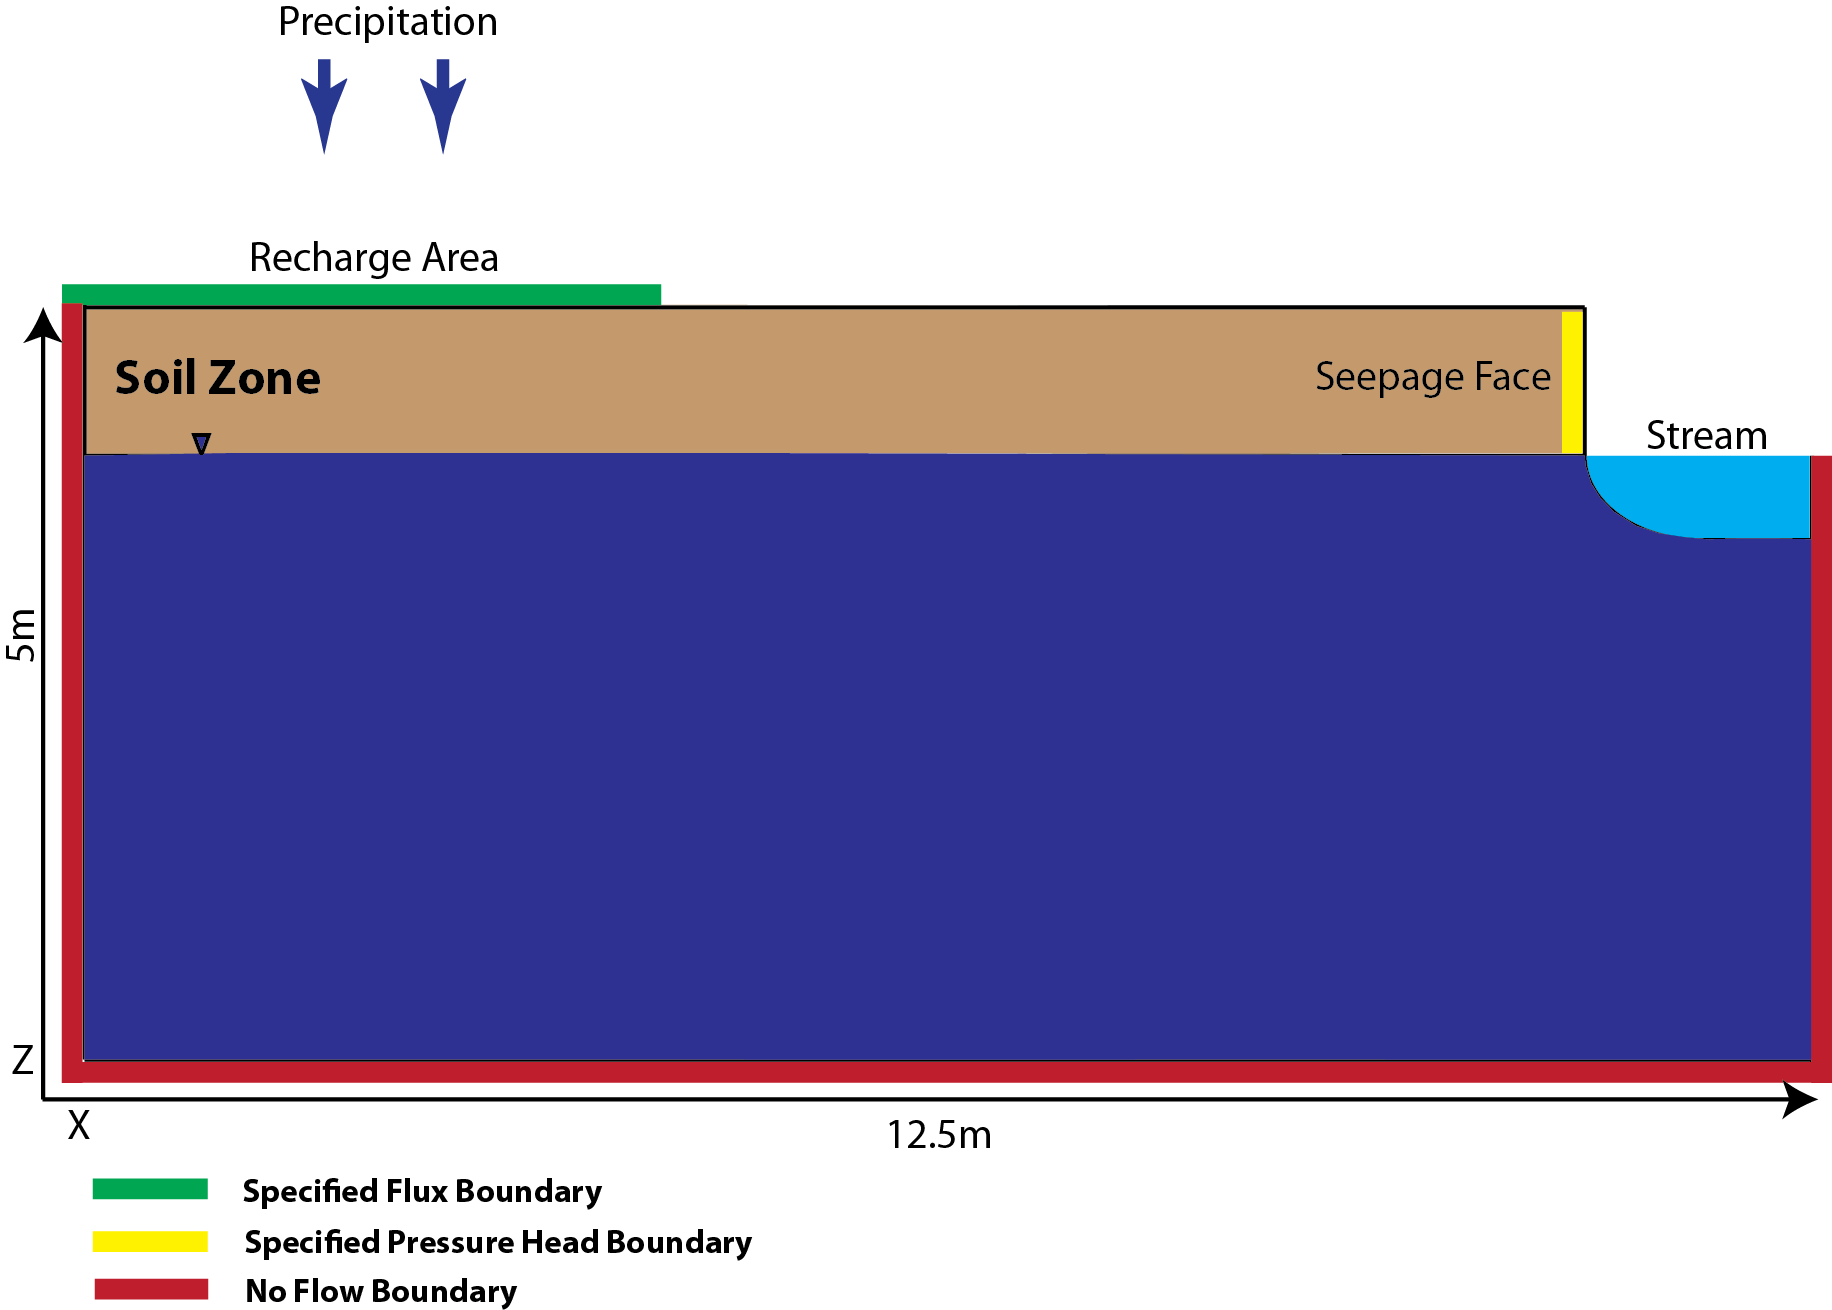 Precipitation
Recharge Area
Soil Zone
Seepage Face
Stream
5m
Z
X
12.5m
Specified Flux Boundary
Specified Pressure Head Boundary
No Flow Boundary